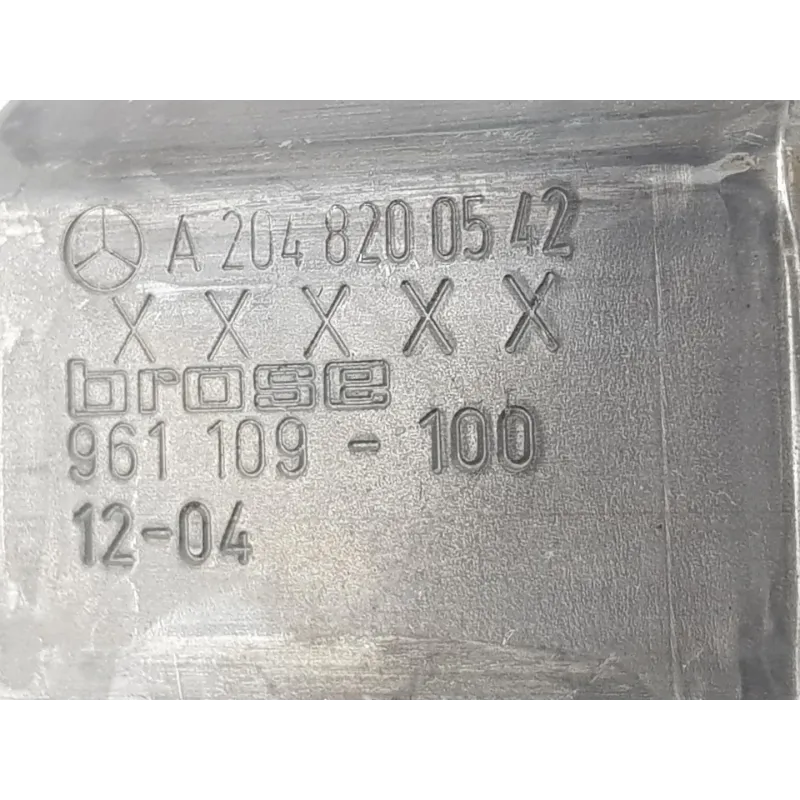 A 204 820 05 42
X X X X X
brose
961 109 - 100
12-04